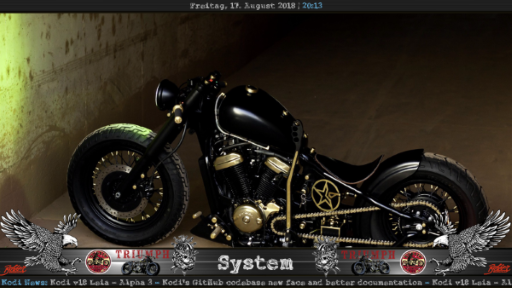 Freitag, 17. August 2018 | 20:13
TRIUMPH System TRIUMPH
Kodi News: Kodi v18 Leia - Alpha 3 - Kodi's GitHub codebase new face and better documentation - Kodi v18 Leia - Al